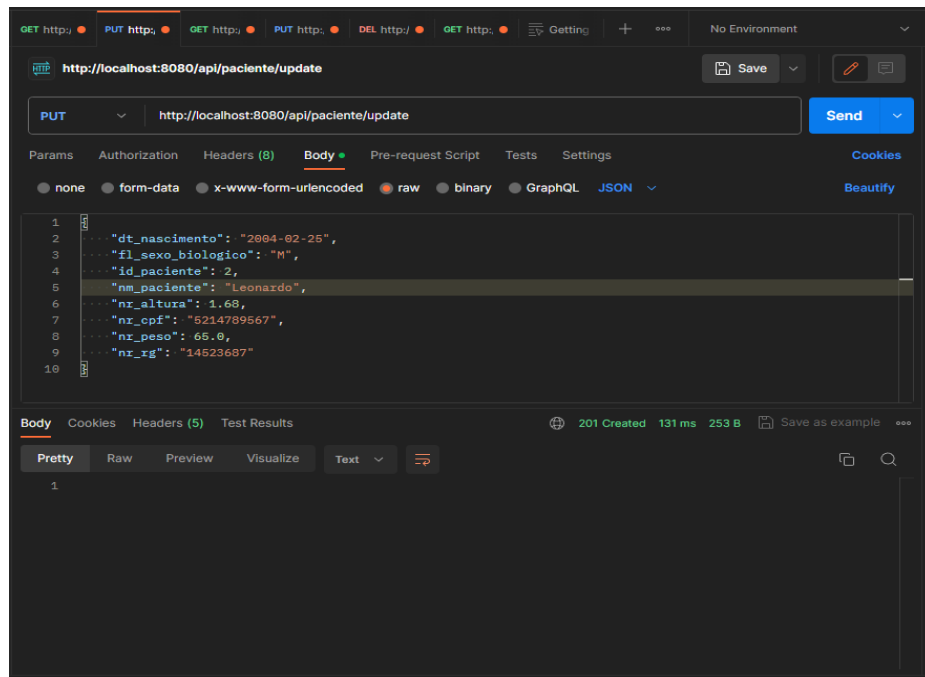 GET http:/ PUT http:, GET http:/ PUT http:, DEL http:/ GET http:, Getting No Environment
HTTP http://localhost:8080/api/paciente/update Save
PUT http://localhost:8080/api/paciente/update Send
Params Authorization Headers (8) Body Pre-request Script Tests Settings Cookies
none form-data x-www-form-urlencoded raw binary GraphQL JSON Beautify
1 {
2 "dt_nascimento": "2004-02-25",
3 "fl_sexo_biologico": "M",
4 "id_paciente": 2,
5 "nm_paciente": "Leonardo",
6 "nr_altura": 1.68,
7 "nr_cpf": "5214789567",
8 "nr_peso": 65.0,
9 "nr_rg": "14523687"
10 }
Body Cookies Headers (5) Test Results 201 Created 131 ms 253 B Save as example
Pretty Raw Preview Visualize Text
1